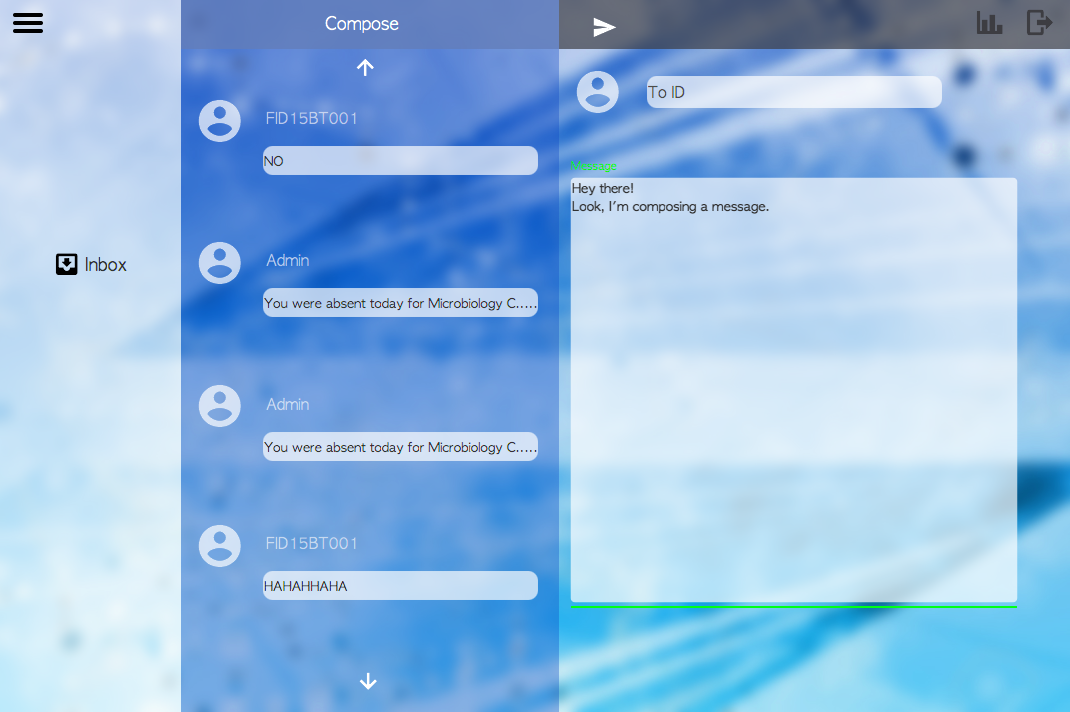 Compose
Inbox
FID15BT001
NO
Admin
You were absent today for Microbiology C.....
Admin
You were absent today for Microbiology C.....
FID15BT001
HAHAHHAHA
To ID
Message
Hey there!
Look, I'm composing a message.